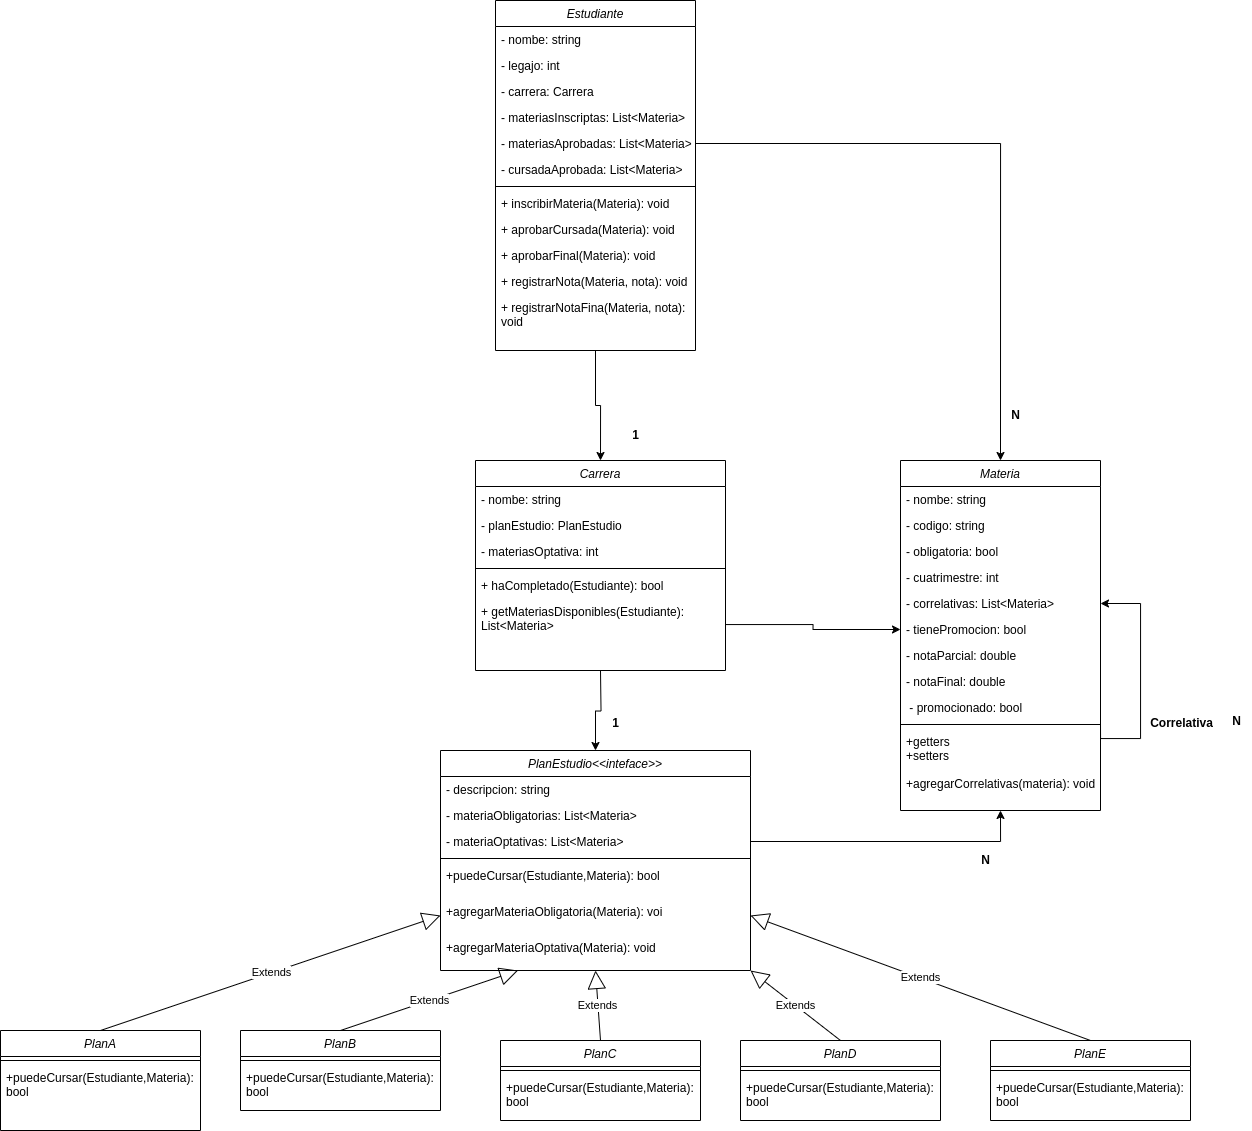 Estudiante
- nombe: string
- legajo: int
- carrera: Carrera
- materiasInscriptas: List<Materia>
- materiasAprobadas: List<Materia>
- cursadaAprobada: List<Materia>
+ inscribirMateria(Materia): void
+ aprobarCursada(Materia): void
+ aprobarFinal(Materia): void
+ registrarNota(Materia, nota): void
+ registrarNotaFina(Materia, nota):
void
N
1
Carrera
- nombe: string
- planEstudio: PlanEstudio
- materiasOptativa: int
+ haCompletado(Estudiante): bool
+ getMateriasDisponibles(Estudiante):
List<Materia>
Materia
- nombe: string
- codigo: string
- obligatoria: bool
- cuatrimestre: int
- correlativas: List<Materia>
- tienePromocion: bool
- notaParcial: double
- notaFinal: double
- promocionado: bool
+getters
+setters
+agregarCorrelativas(materia): void
Correlativa
N
1
PlanEstudio<<inteface>>
- descripcion: string
- materiaObligatorias: List<Materia>
- materiaOptativas: List<Materia>
+puedeCursar(Estudiante,Materia): bool
+agregarMateriaObligatoria(Materia): voi
+agregarMateriaOptativa(Materia): void
N
Extends
Extends
Extends
Extends
Extends
PlanA
+puedeCursar(Estudiante,Materia):
bool
PlanB
+puedeCursar(Estudiante,Materia):
bool
PlanC
+puedeCursar(Estudiante,Materia):
bool
PlanD
+puedeCursar(Estudiante,Materia):
bool
PlanE
+puedeCursar(Estudiante,Materia):
bool